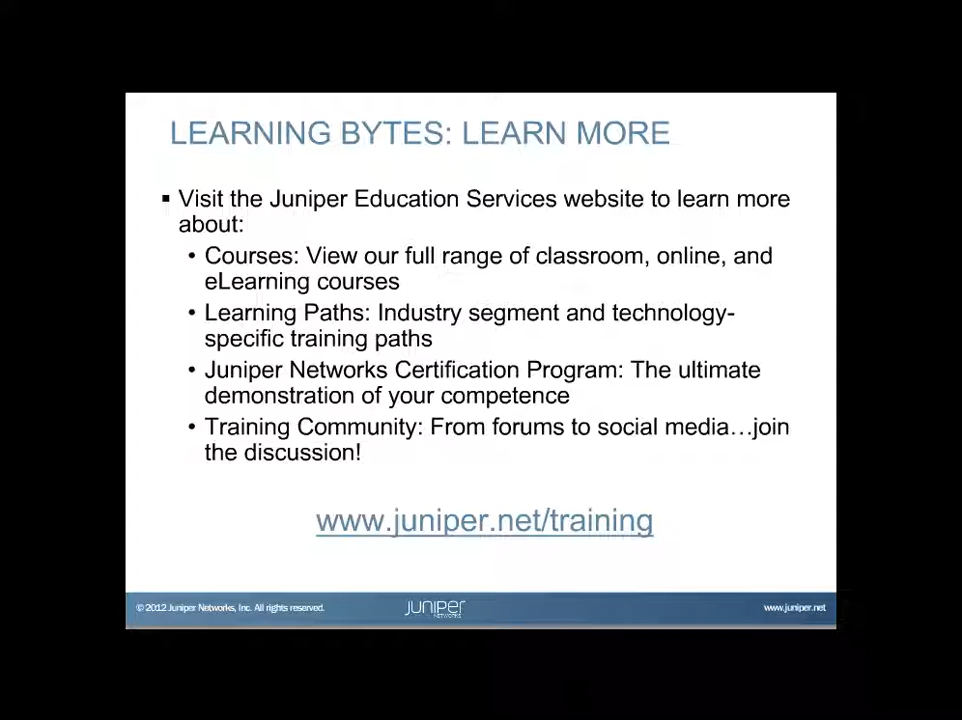 LEARNING BYTES: LEARN MORE
▪ Visit the Juniper Education Services website to learn more
about:
• Courses: View our full range of classroom, online, and
eLearning courses
• Learning Paths: Industry segment and technology-
specific training paths
• Juniper Networks Certification Program: The ultimate
demonstration of your competence
• Training Community: From forums to social media…join
the discussion!
www.juniper.net/training
© 2012 Juniper Networks, Inc. All rights reserved.
JUNIPER
NETWORKS
www.juniper.net